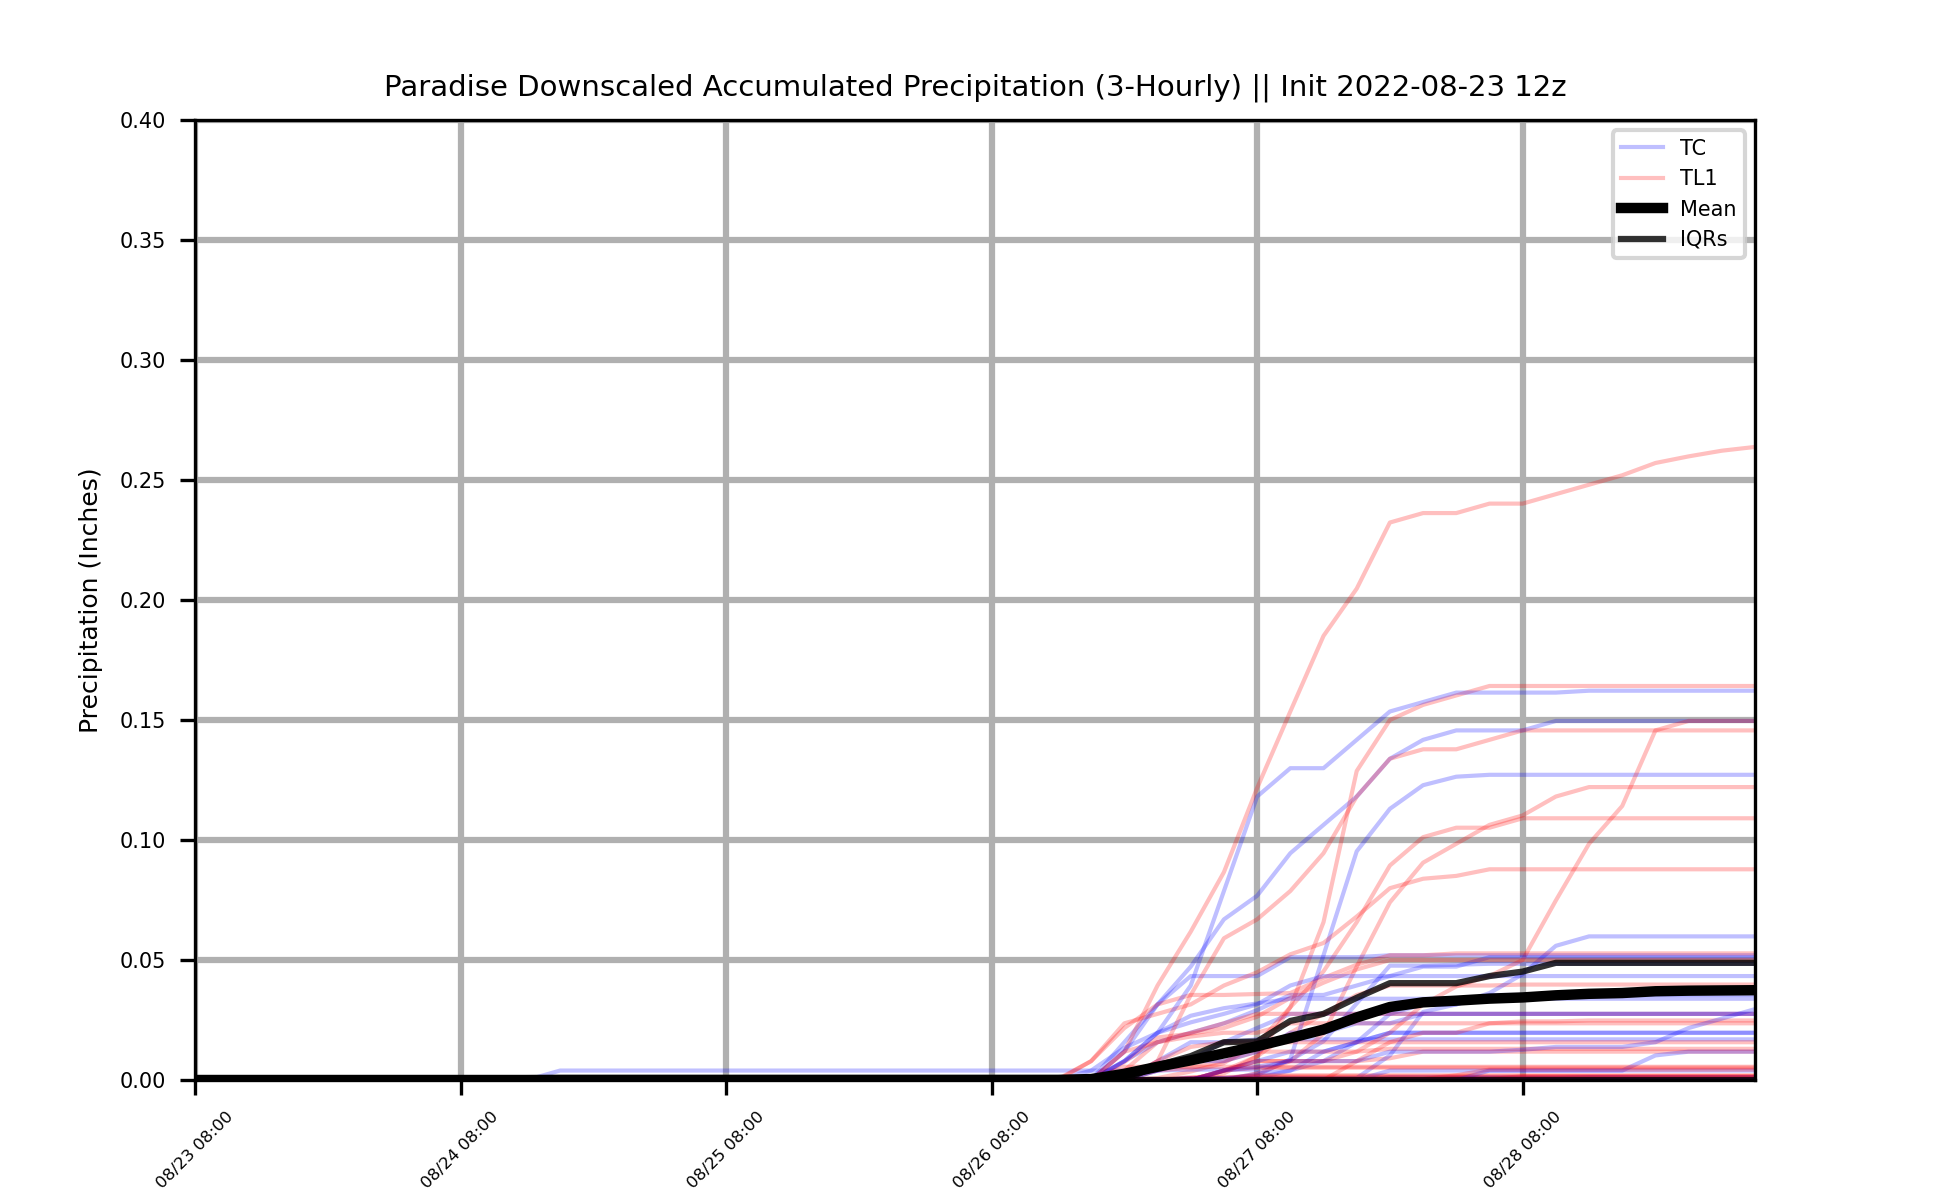 Paradise Downscaled Accumulated Precipitation (3-Hourly) || Init 2022-08-23 12z
0.40
0.35
0.30
0.25
0.20
0.15
0.10
0.05
0.00
Precipitation (Inches)
TC
TL1
Mean
IQRs
08/23 08:00
08/24 08:00
08/25 08:00
08/26 08:00
08/27 08:00
08/28 08:00